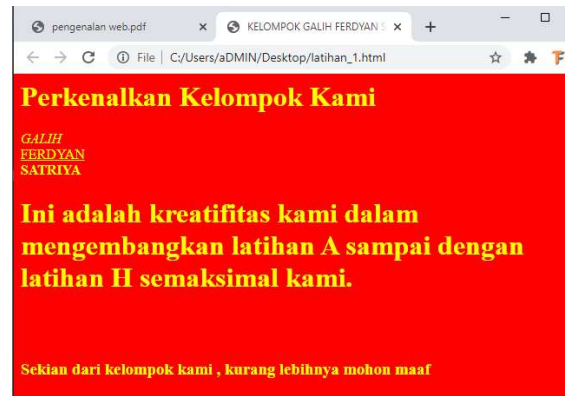 pengenalan web.pdf
KELOMPOK GALIH FERDYAN S
File
C:/Users/aDMIN/Desktop/latihan_1.html
Perkenalkan Kelompok Kami
GALIH
FERDYAN
SATRIYA
Ini adalah kreatifitas kami dalam
mengembangkan latihan A sampai dengan
latihan H semaksimal kami.
Sekian dari kelompok kami , kurang lebihnya mohon maaf